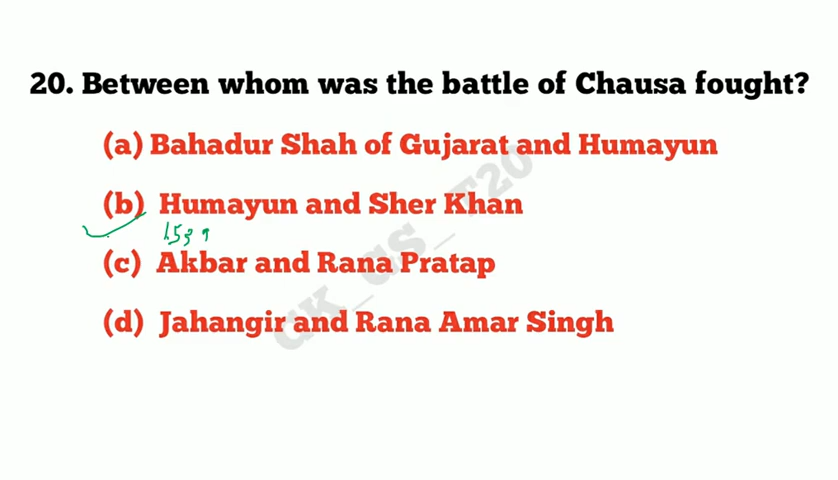 20. Between whom was the battle of Chausa fought?
(a) Bahadur Shah of Gujarat and Humayun
(b) Humayun and Sher Khan
(c) Akbar and Rana Pratap
(d) Jahangir and Rana Amar Singh